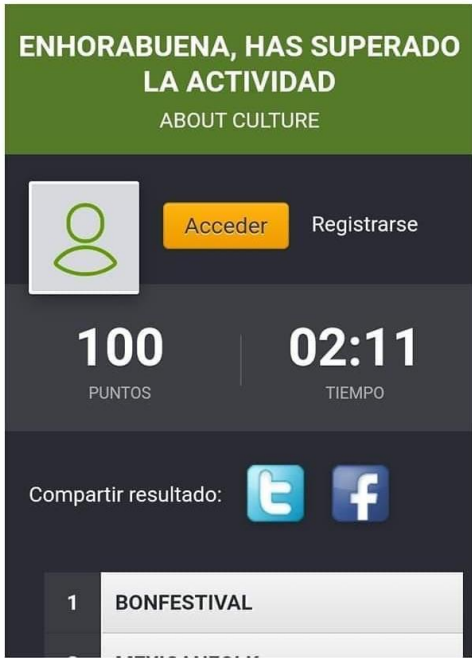 ENHORABUENA, HAS SUPERADO
LA ACTIVIDAD
ABOUT CULTURE
Acceder
Registrarse
100
02:11
PUNTOS
TIEMPO
Compartir resultado:
1
BONFESTIVAL